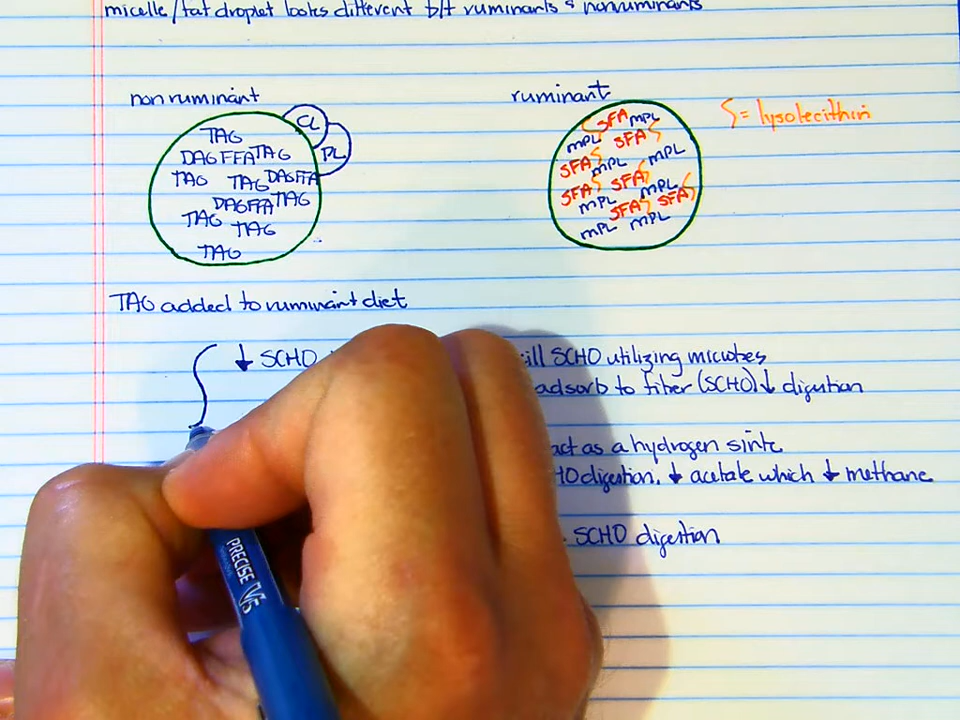 micelle/fat droplet looks different b/t ruminants & nonruminants
nonruminant
ruminant
S = lysolecithin
CL
PL
TAG
DAG FFA TAG
TAG TAG DAG FFA
DAG FFA TAG
TAG TAG
TAG
SFA MPL
MPL SFA
SFA MPL MPL
SFA SFA MPL
MPL SFA SFA
MPL MPL
TAG added to ruminant diet
↓ SCHO
kill SCHO utilizing microbes
adsorb to fiber (SCHO) ↓ digestion
act as a hydrogen sink
digestion, ↓ acetate which ↓ methane
SCHO digestion
PRECISE V5